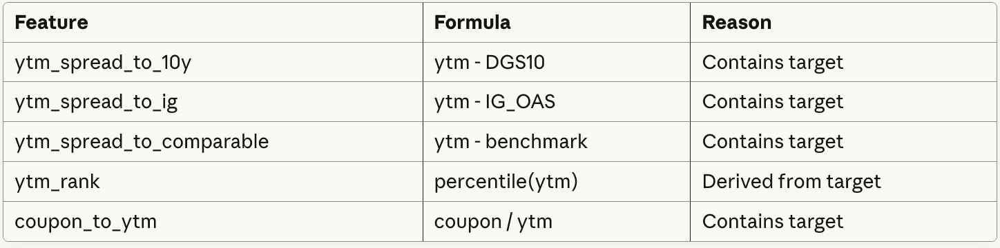 Feature Formula Reason
ytm_spread_to_10y ytm - DGS10 Contains target
ytm_spread_to_ig ytm - IG_OAS Contains target
ytm_spread_to_comparable ytm - benchmark Contains target
ytm_rank percentile(ytm) Derived from target
coupon_to_ytm coupon / ytm Contains target